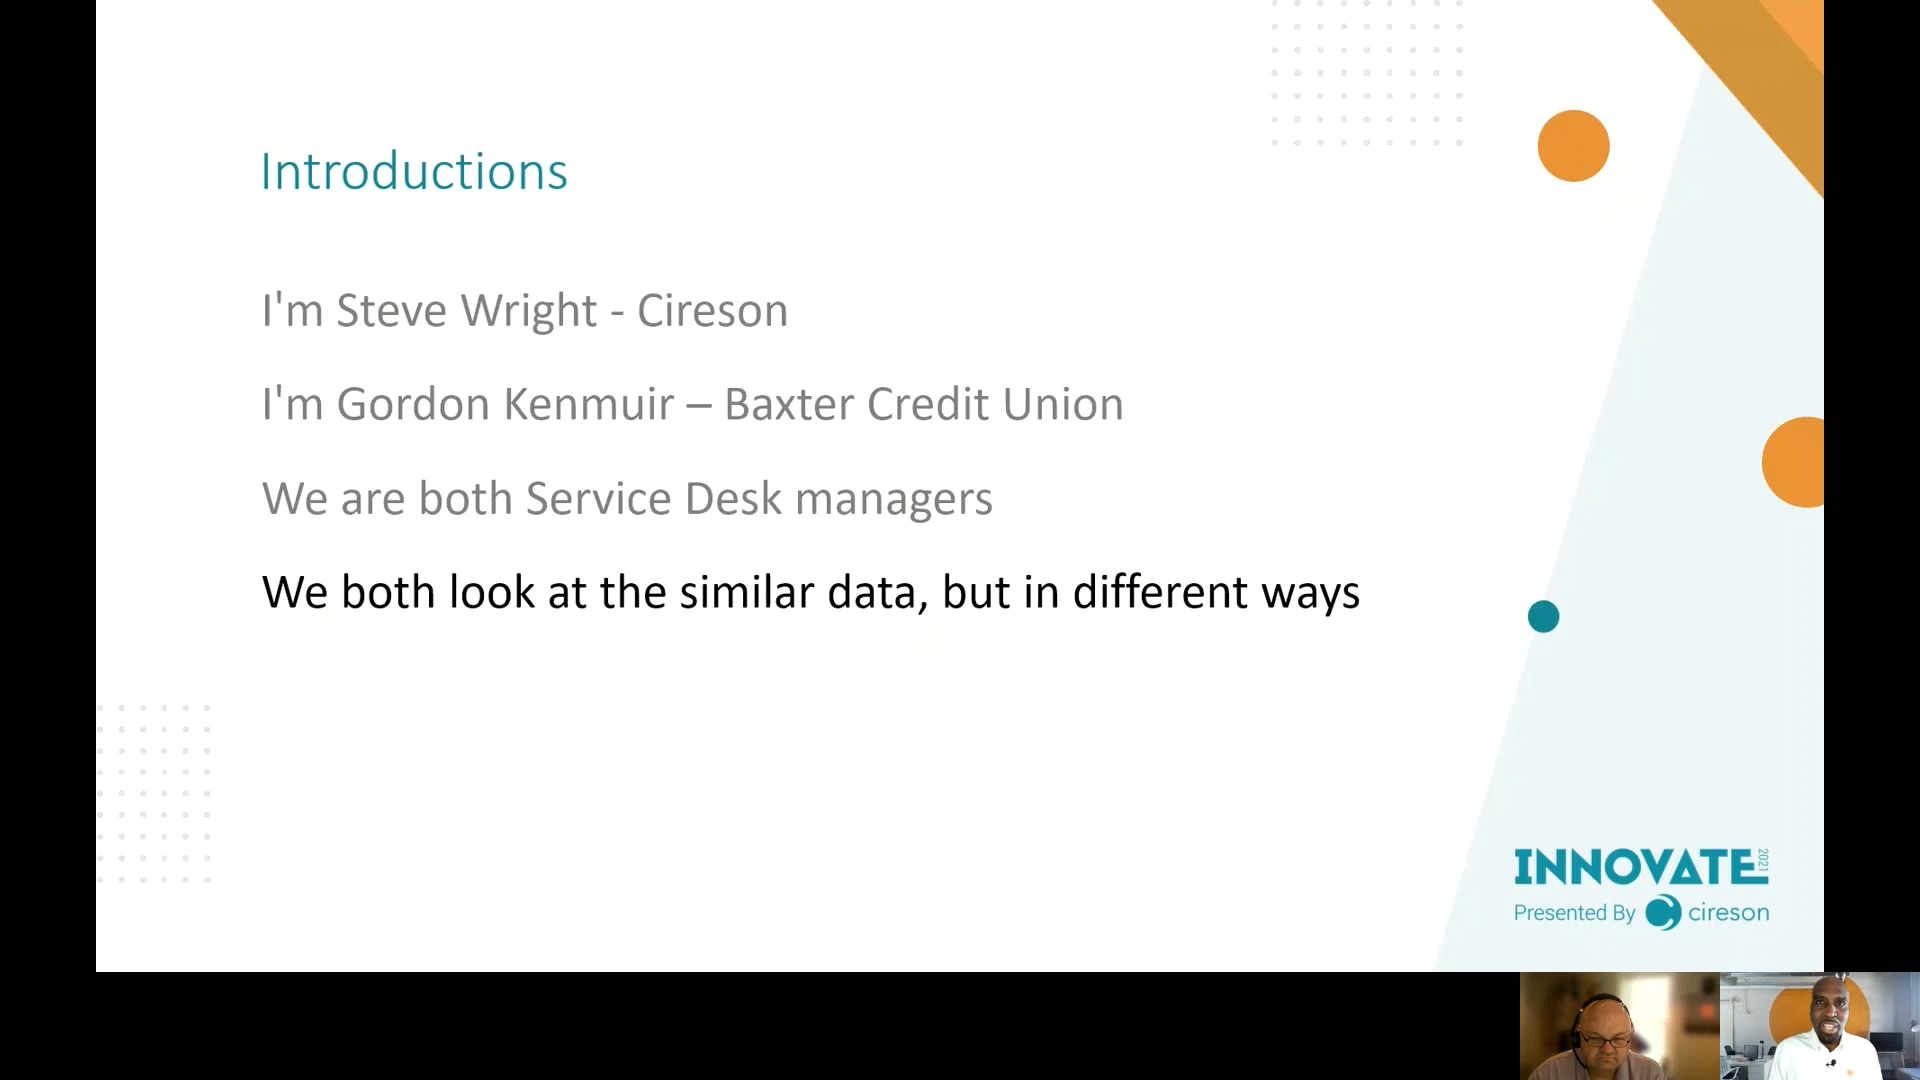 Introductions
I'm Steve Wright - Cireson
I'm Gordon Kenmuir – Baxter Credit Union
We are both Service Desk managers
We both look at the similar data, but in different ways
INNOVATE 2021
Presented By cireson